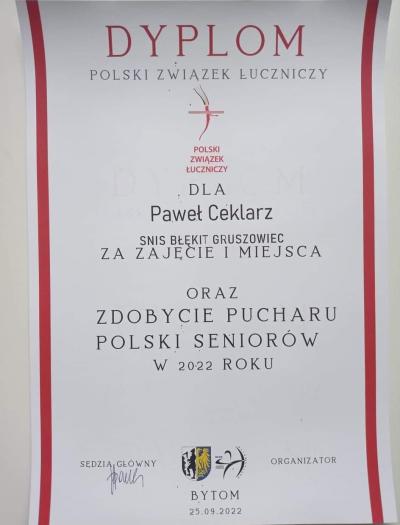 DYPLOM
POLSKI ZWIĄZEK ŁUCZNICZY
POLSKI
ZWIĄZEK
ŁUCZNICZY
DLA
Paweł Ceklarz
SNIS BŁĘKIT GRUSZOWIEC
ZA ZAJĘCIE I MIEJSCA
ORAZ
ZDOBYCIE PUCHARU
POLSKI SENIORÓW
W 2022 ROKU
SĘDZIA GŁÓWNY
ORGANIZATOR
BYTOM
25.09.2022